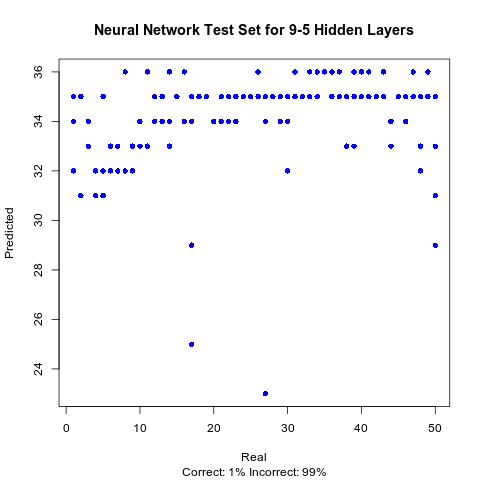 Neural Network Test Set for 9-5 Hidden Layers
36
34
32
30
28
26
24
Predicted
0 10 20 30 40 50
Real
Correct: 1% Incorrect: 99%